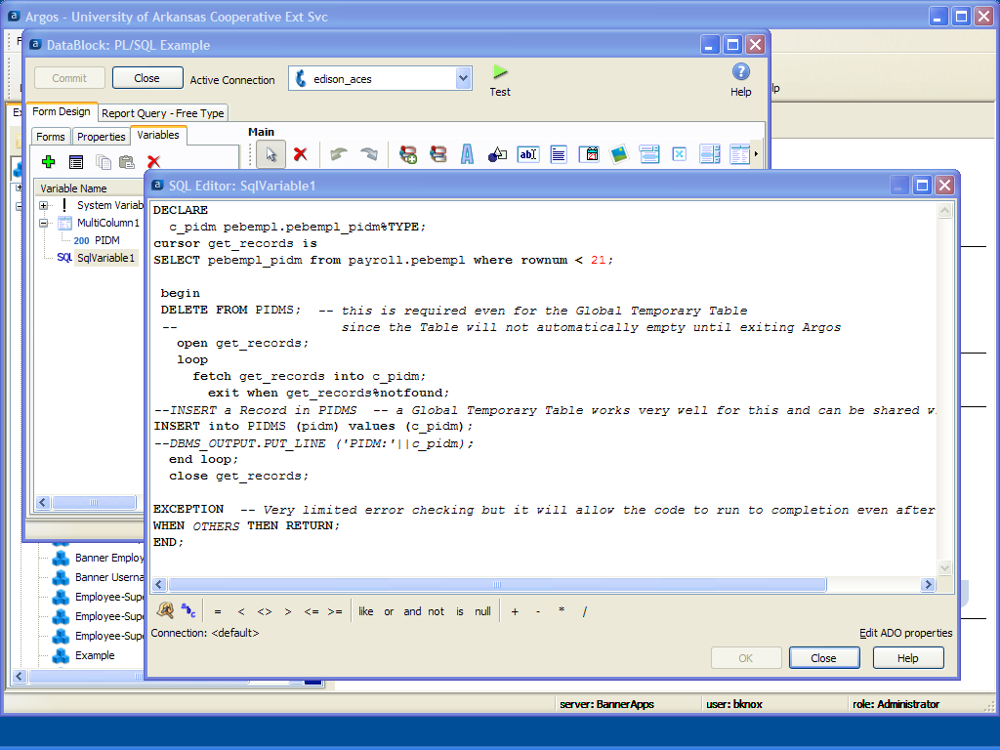 Argos - University of Arkansas Cooperative Ext Svc
DataBlock: PL/SQL Example
Commit
Close
Active Connection
edison_aces
Test
Help
Form Design
Report Query - Free Type
Forms
Properties
Variables
Main
Variable Name
System Variab
MultiColumn1
200 PIDM
SQL SqlVariable1
SQL Editor: SqlVariable1
DECLARE
c_pidm pebempl.pebempl_pidm%TYPE;
cursor get_records is
SELECT pebempl_pidm from payroll.pebempl where rownum < 21;
begin
DELETE FROM PIDMS; -- this is required even for the Global Temporary Table
-- since the Table will not automatically empty until exiting Argos
open get_records;
loop
fetch get_records into c_pidm;
exit when get_records%notfound;
--INSERT a Record in PIDMS -- a Global Temporary Table works very well for this and can be shared w
INSERT into PIDMS (pidm) values (c_pidm);
--DBMS_OUTPUT.PUT_LINE ('PIDM:'||c_pidm);
end loop;
close get_records;
EXCEPTION -- Very limited error checking but it will allow the code to run to completion even after
WHEN OTHERS THEN RETURN;
END;
= < <> > <= >= like or and not is null + - * /
Connection: <default>
Edit ADO properties
OK
Close
Help
Banner Employ
Banner Userna
Employee-Supe
Employee-Supe
Employee-Supe
Example
server: BannerApps
user: bknox
role: Administrator